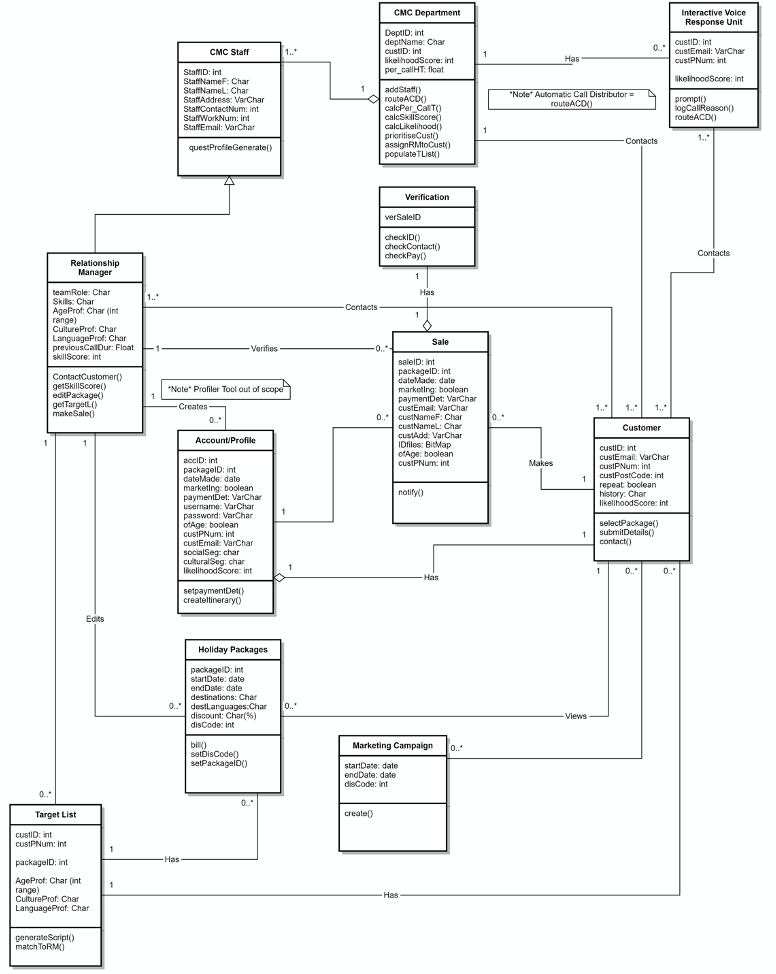 CMC Department
DeptID: int
deptName: Char
custID: int
likelihoodScore: int
per_callHT: float
addStaff()
routeACD()
calcPer_CallT()
calcSkillScore()
calcLikelihood()
prioritiseCust()
assignRMtoCust()
populateTList()
Interactive Voice
Response Unit
custID: int
custEmail: VarChar
custPNum: int
likelihoodScore: int
prompt()
logCallReason()
routeACD()
CMC Staff
StaffID: int
StaffNameF: Char
StaffNameL: Char
StaffAddress: VarChar
StaffContactNum: int
StaffWorkNum: int
StaffEmail: VarChar
questProfileGenerate()
1..*
1
1
Has
0..*
*Note* Automatic Call Distributor =
routeACD()
1
Contacts
1..*
Contacts
Verification
verSaleID
checkID()
checkContact()
checkPay()
1
Has
1
Relationship
Manager
teamRole: Char
Skills: Char
AgeProf: Char (int
range)
CultureProf: Char
LanguageProf: Char
previousCallDur: Float
skillScore: int
ContactCustomer()
getSkillScore()
editPackage()
getTargetL()
makeSale()
1..*
Contacts
1
Verifies
0..*
*Note* Profiler Tool out of scope
1
Creates
0..*
Sale
saleID: int
packageID: int
dateMade: date
marketing: boolean
paymentDet: VarChar
custEmail: VarChar
custNameF: Char
custNameL: Char
custAdd: VarChar
IDfiles: BitMap
ofAge: boolean
custPNum: int
notify()
0..*
0..*
Makes
1
1..*
1..*
1..*
Customer
custID: int
custEmail: VarChar
custPNum: int
custPostCode: int
repeat: boolean
history: Char
likelihoodScore: int
selectPackage()
submitDetails()
contact()
Account/Profile
accID: int
packageID: int
dateMade: date
marketing: boolean
paymentDet: VarChar
username: VarChar
password: VarChar
ofAge: boolean
custPNum: int
custEmail: VarChar
socialSeg: char
culturalSeg: char
likelihoodScore: int
setpaymentDet()
createItinerary()
1
1
Has
1
1
1
Edits
0..*
Holiday Packages
packageID: int
startDate: date
endDate: date
destinations: Char
destLanguages:Char
discount: Char(%)
disCode: int
bill()
setDisCode()
setPackageID()
0..*
Views
1
0..*
0..*
Marketing Campaign
startDate: date
endDate: date
disCode: int
create()
0..*
0..*
0..*
Target List
custID: int
custPNum: int
packageID: int
AgeProf: Char (int
range)
CultureProf: Char
LanguageProf: Char
generateScript()
matchToRM()
1
Has
1
Has